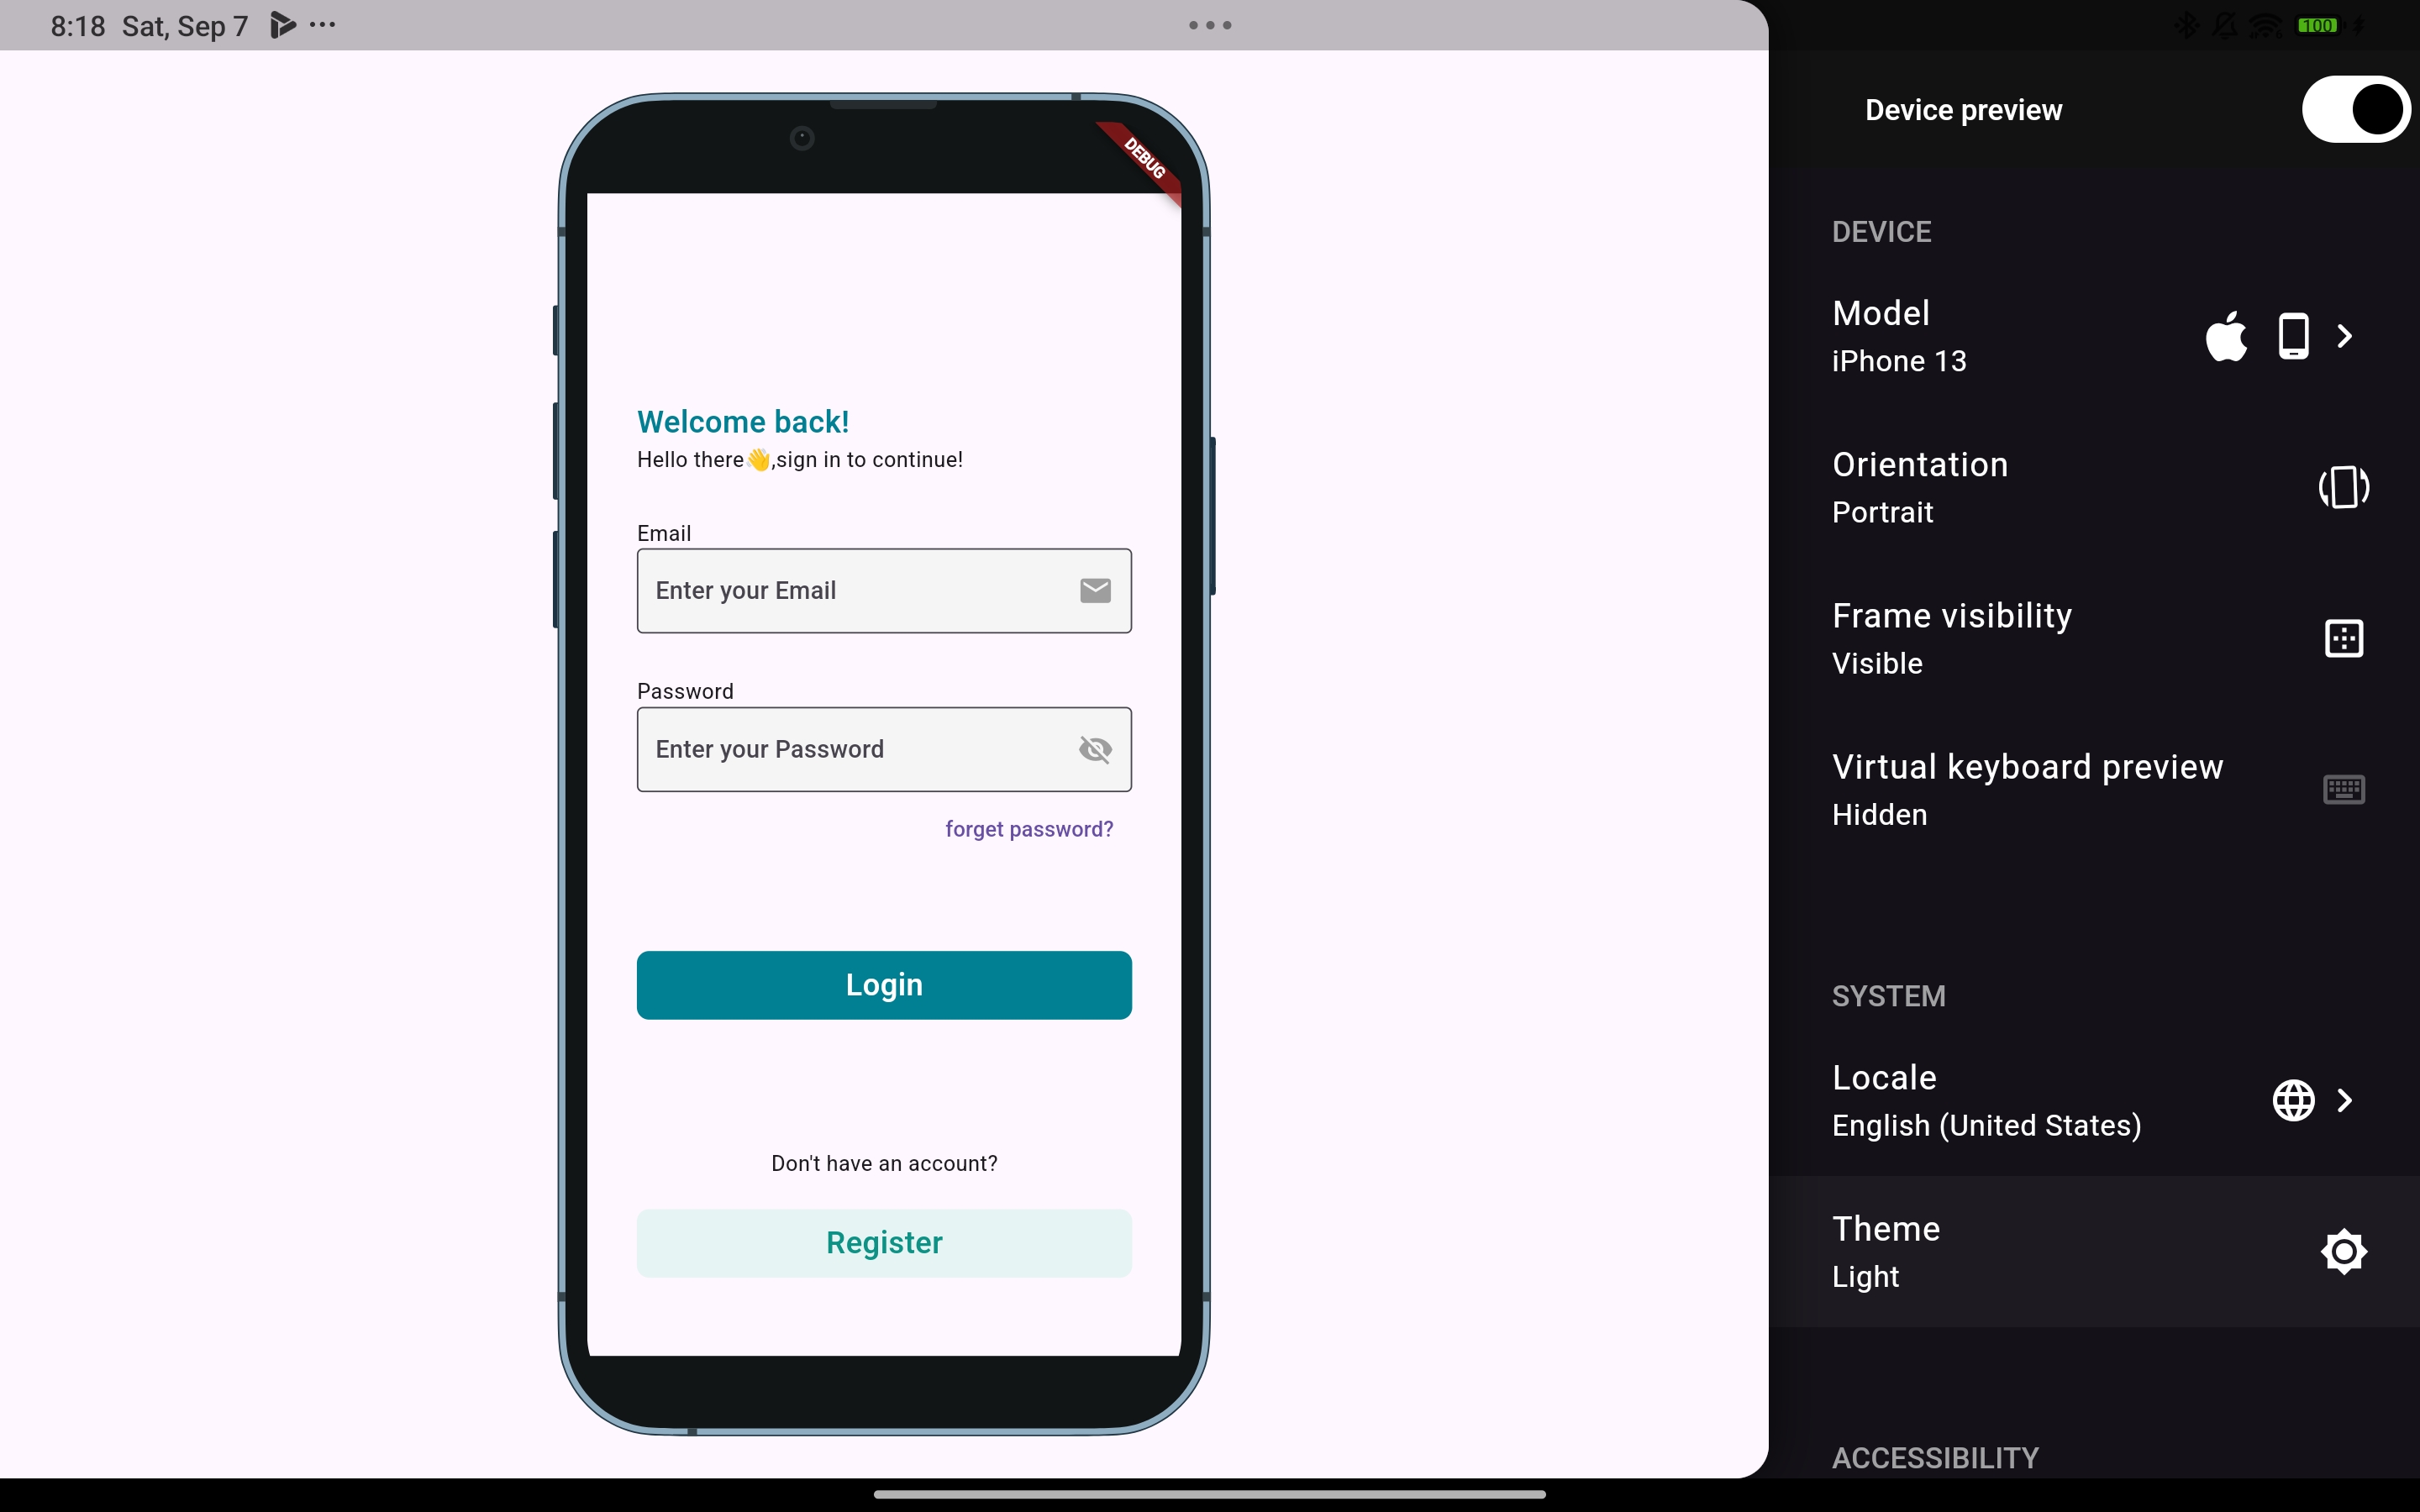 8:18 Sat, Sep 7
100
Device preview
DEBUG
Welcome back!
Hello there👋,sign in to continue!
Email
Enter your Email
Password
Enter your Password
forget password?
Login
Don't have an account?
Register
DEVICE
Model
iPhone 13
Orientation
Portrait
Frame visibility
Visible
Virtual keyboard preview
Hidden
SYSTEM
Locale
English (United States)
Theme
Light
ACCESSIBILITY